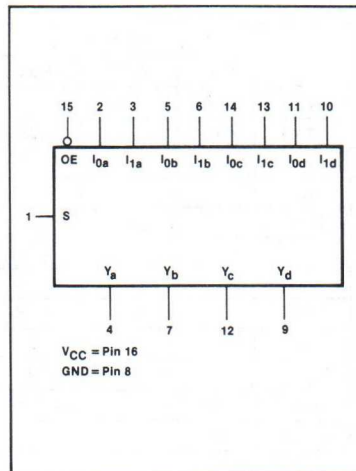 15 2 3 5 6 14 13 11 10
OE I0a I1a I0b I1b I0c I1c I0d I1d
1 S
Ya Yb Yc Yd
4 7 12 9
VCC = Pin 16
GND = Pin 8